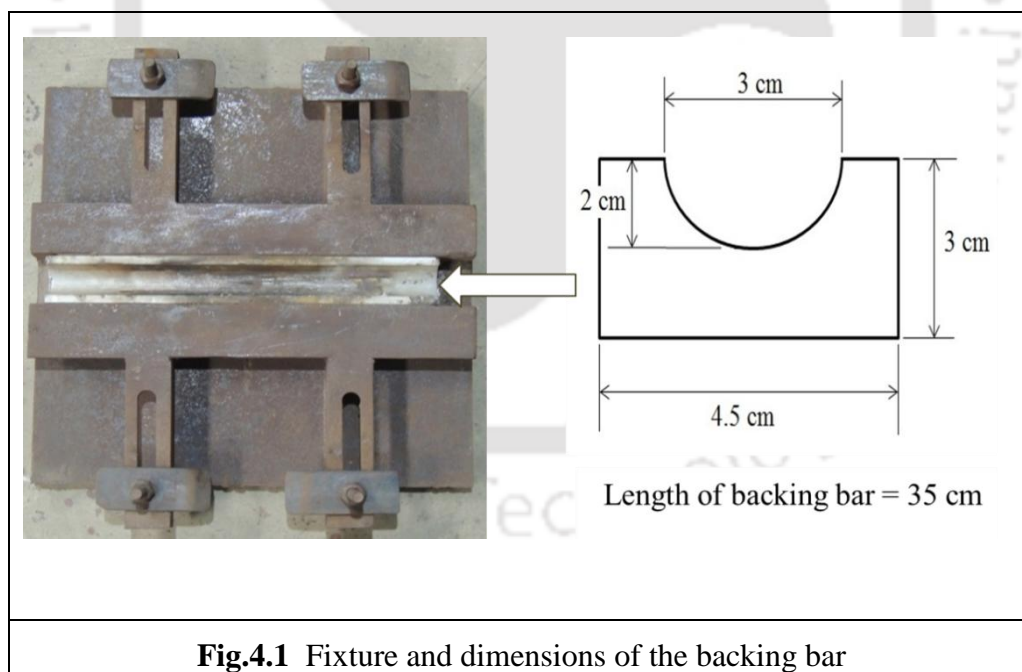 3 cm
2 cm
3 cm
4.5 cm
Length of backing bar = 35 cm
Tec
Fig.4.1 Fixture and dimensions of the backing bar